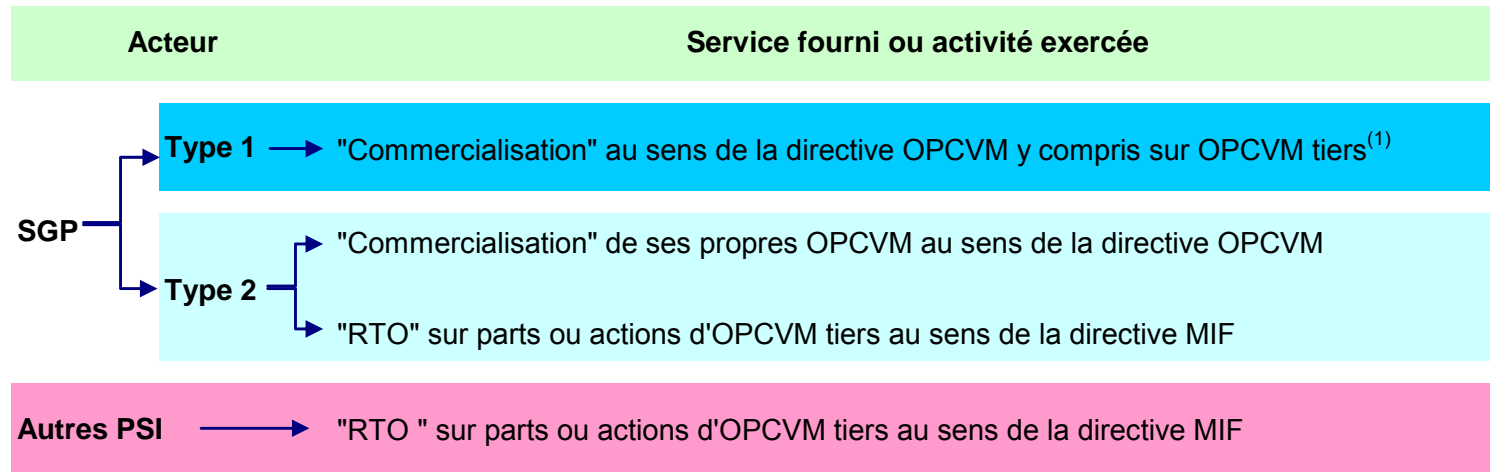 Acteur Service fourni ou activité exercée
Type 1 "Commercialisation" au sens de la directive OPCVM y compris sur OPCVM tiers(1)
SGP
"Commercialisation" de ses propres OPCVM au sens de la directive OPCVM
Type 2
"RTO" sur parts ou actions d'OPCVM tiers au sens de la directive MIF
Autres PSI "RTO " sur parts ou actions d'OPCVM tiers au sens de la directive MIF